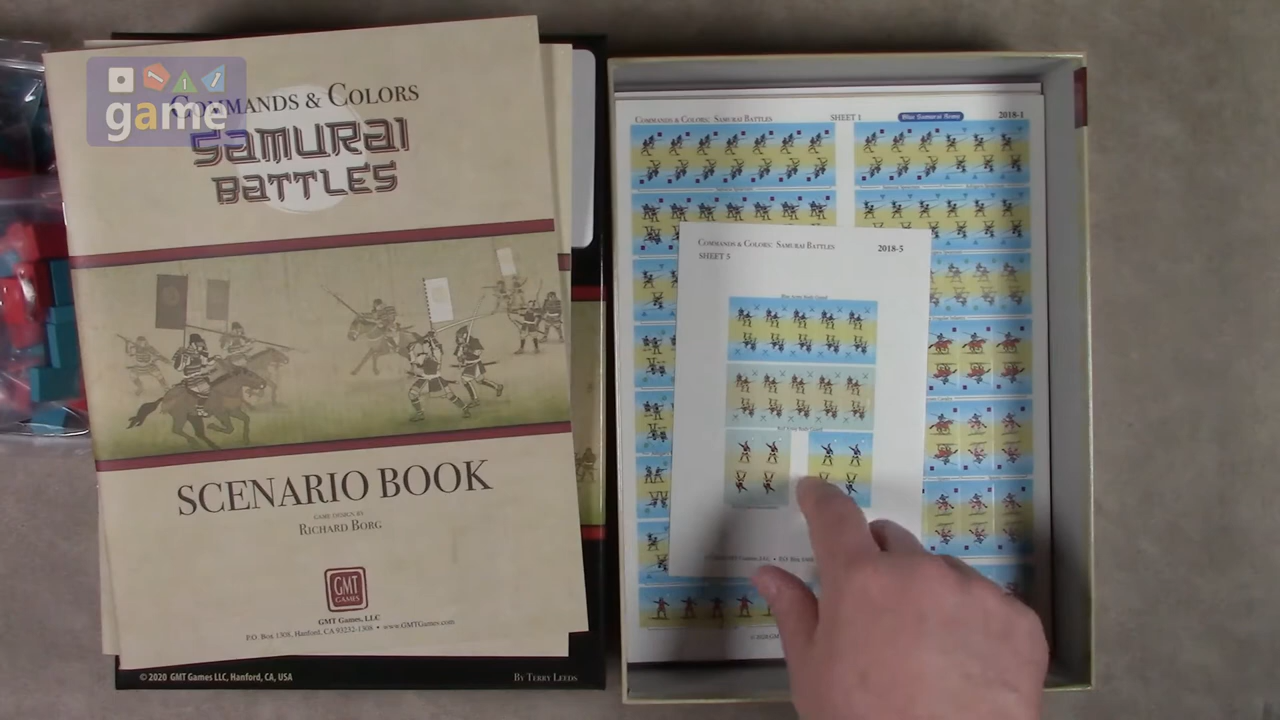 game
COMMANDS & COLORS
SAMURAI
BATTLES
SCENARIO BOOK
GAME DESIGN BY
RICHARD BORG
GMT
GAMES
GMT Games, LLC
P.O. Box 1308, Hanford, CA 93232-1308 • www.GMTGames.com
© 2020 GMT Games LLC, Hanford, CA, USA
BY TERRY LEEDS
COMMANDS & COLORS: SAMURAI BATTLES
SHEET 1
Blue Samurai Army
2018-1
COMMANDS & COLORS: SAMURAI BATTLES
2018-5
SHEET 5